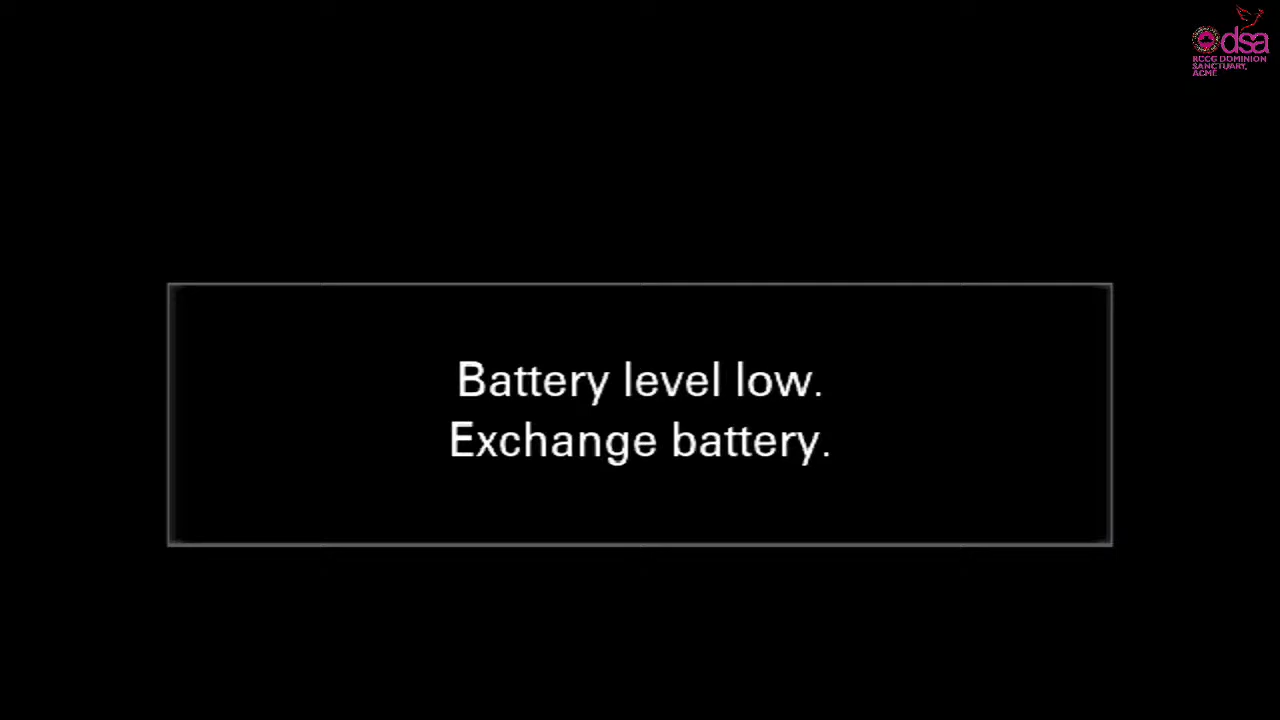 dsa
RCCG DOMINION
SANCTUARY,
ACME
Battery level low.
Exchange battery.